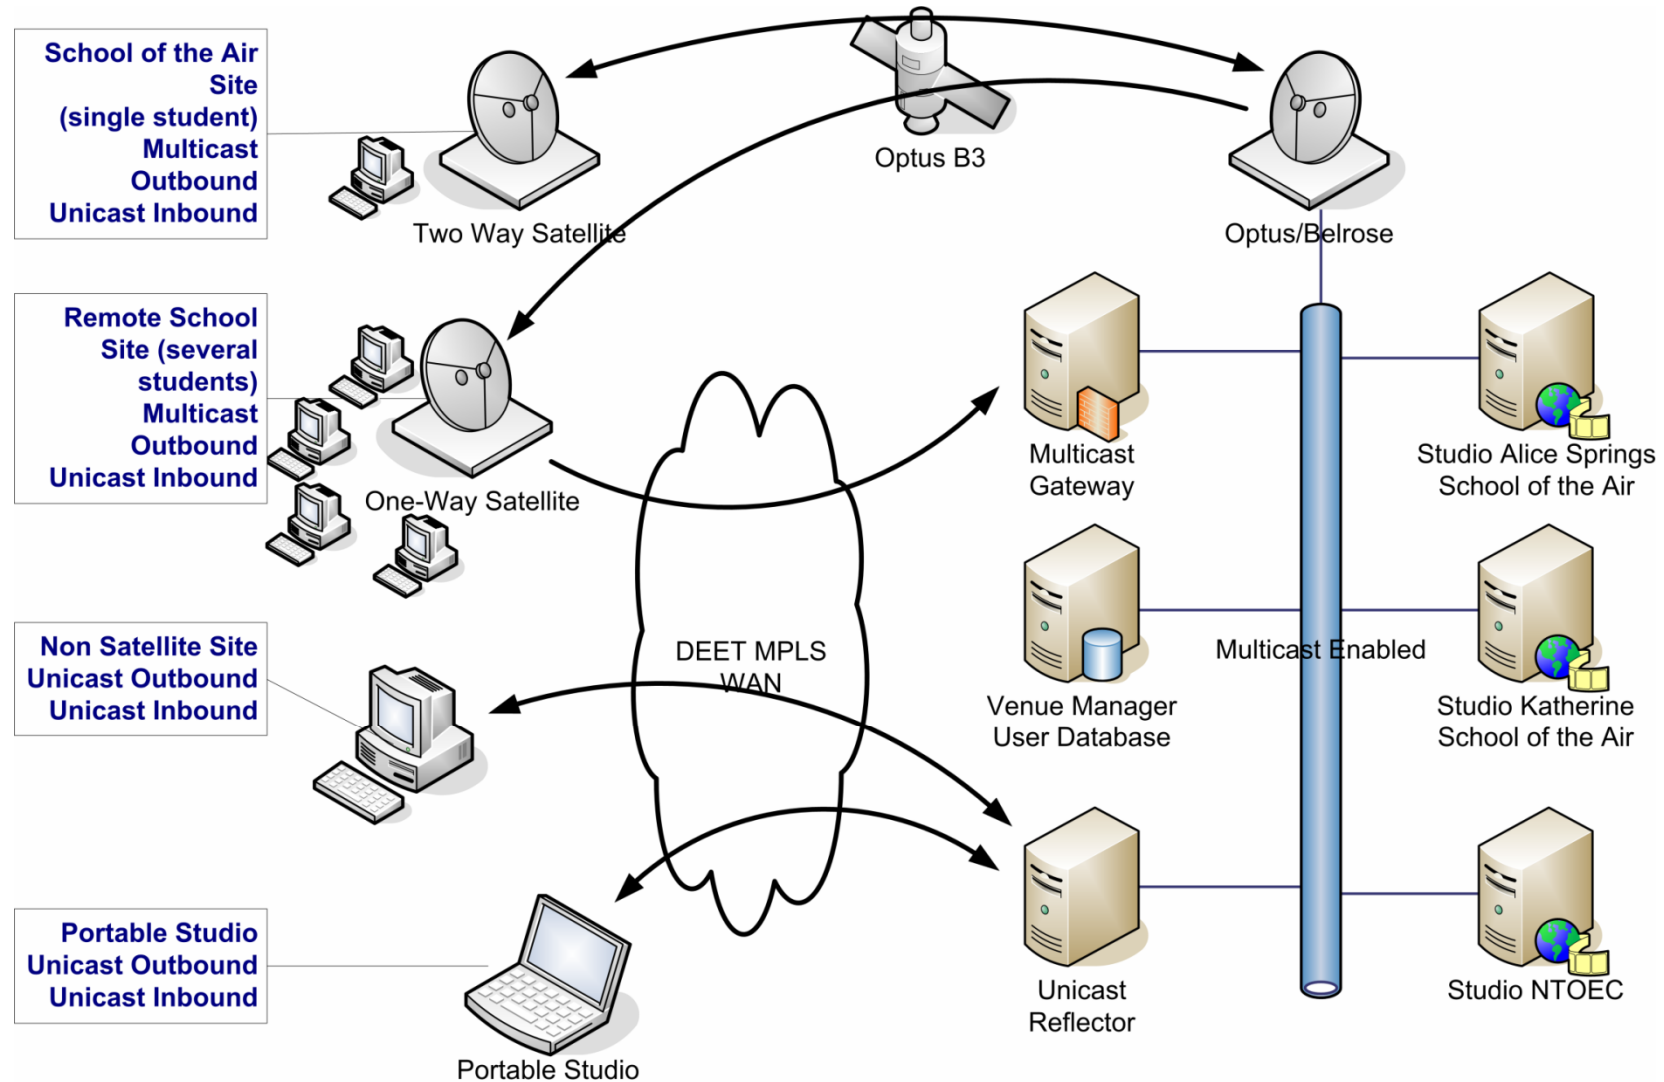 School of the Air
Site
(single student)
Multicast
Outbound
Unicast Inbound
Two Way Satellite
Optus B3
Optus/Belrose
Remote School
Site (several
students)
Multicast
Outbound
Unicast Inbound
One-Way Satellite
Multicast
Gateway
Studio Alice Springs
School of the Air
Non Satellite Site
Unicast Outbound
Unicast Inbound
DEET MPLS
WAN
Venue Manager
User Database
Multicast Enabled
Studio Katherine
School of the Air
Portable Studio
Unicast Outbound
Unicast Inbound
Portable Studio
Unicast
Reflector
Studio NTOEC